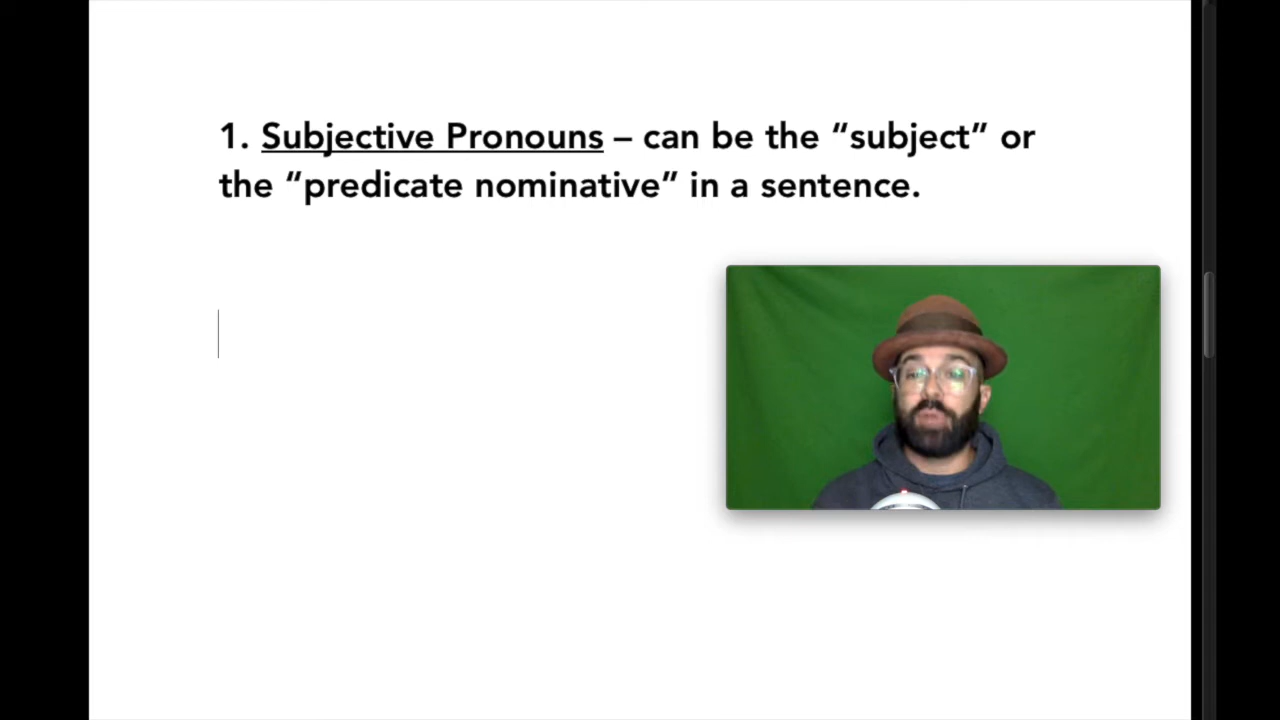 1. Subjective Pronouns – can be the “subject” or
the “predicate nominative” in a sentence.